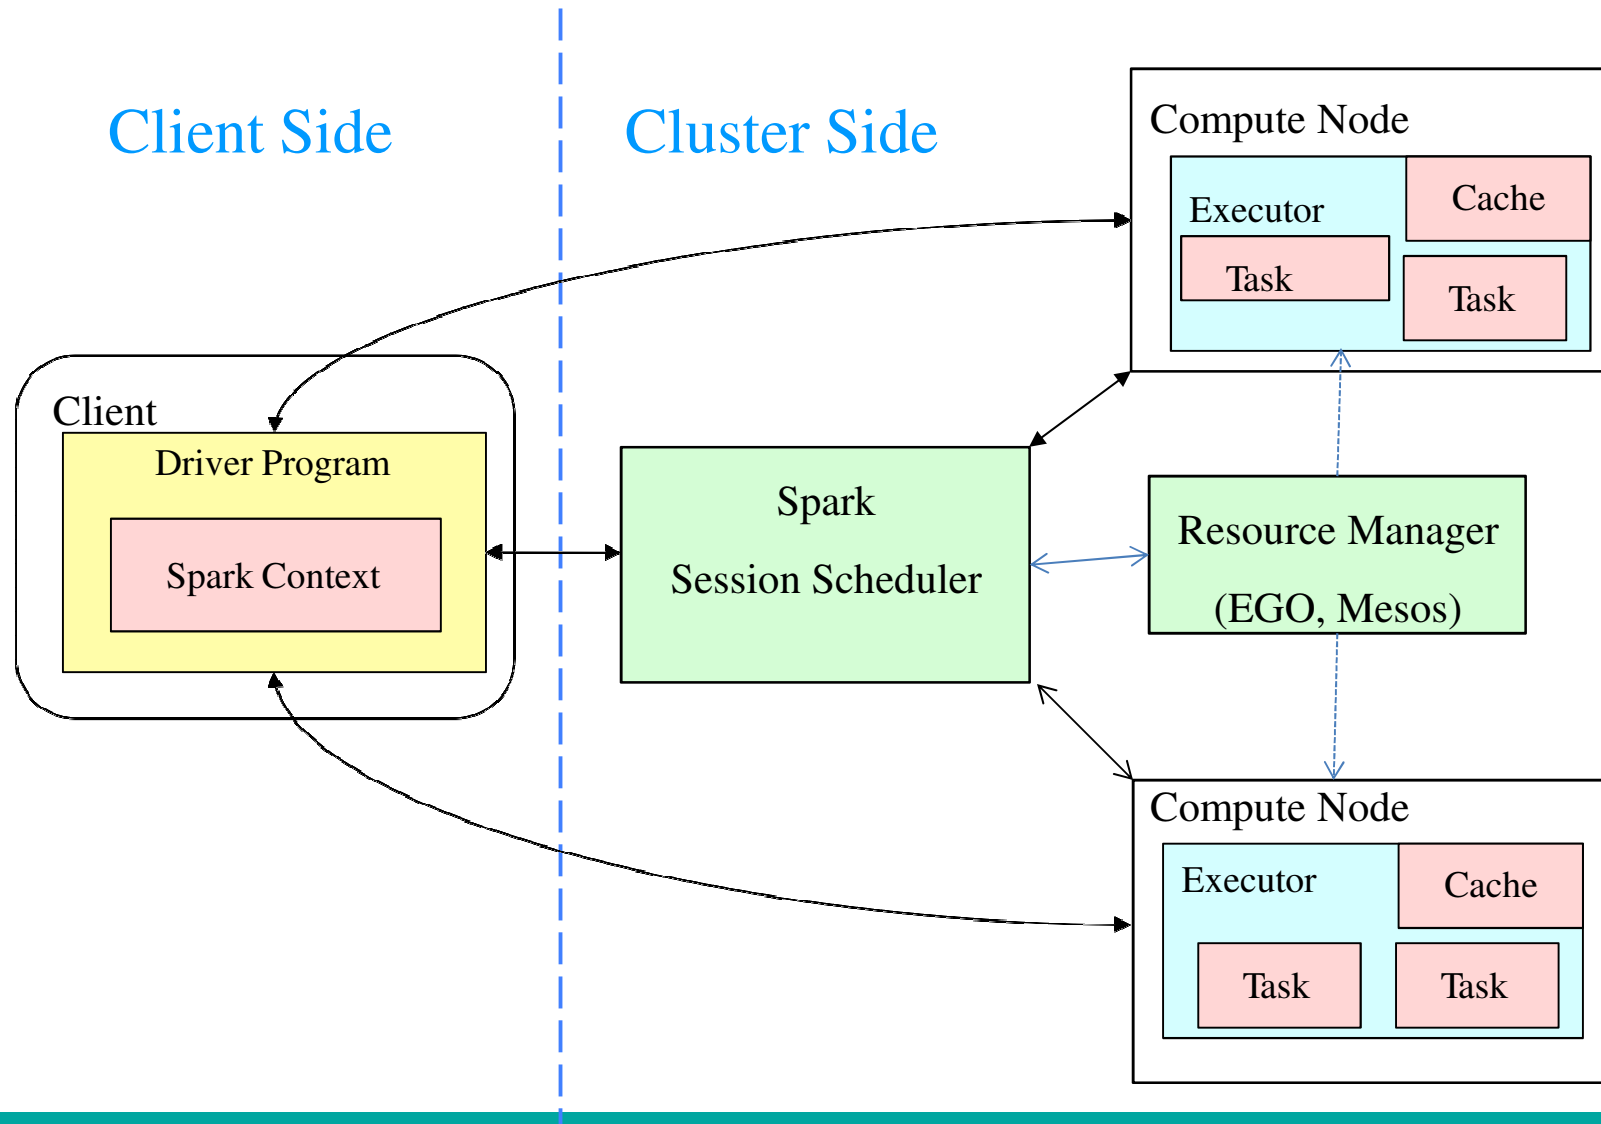 Client Side
Cluster Side
Compute Node
Executor
Cache
Task
Task
Client
Driver Program
Spark Context
Spark
Session Scheduler
Resource Manager
(EGO, Mesos)
Compute Node
Executor
Cache
Task
Task